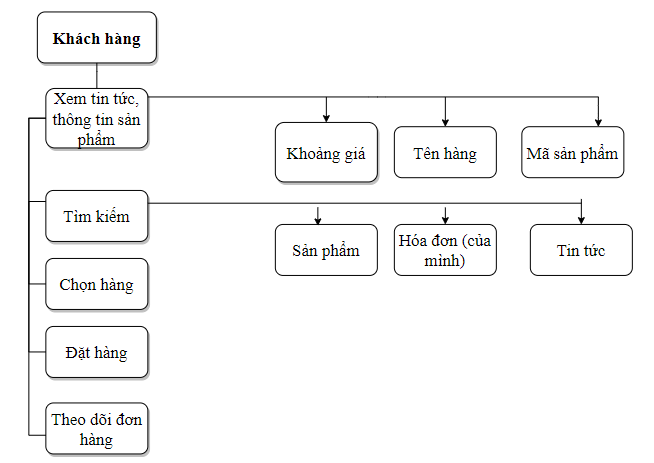 Khách hàng
Xem tin tức,
thông tin sản
phẩm
Khoảng giá
Tên hàng
Mã sản phẩm
Tìm kiếm
Sản phẩm
Hóa đơn (của
mình)
Tin tức
Chọn hàng
Đặt hàng
Theo dõi đơn
hàng